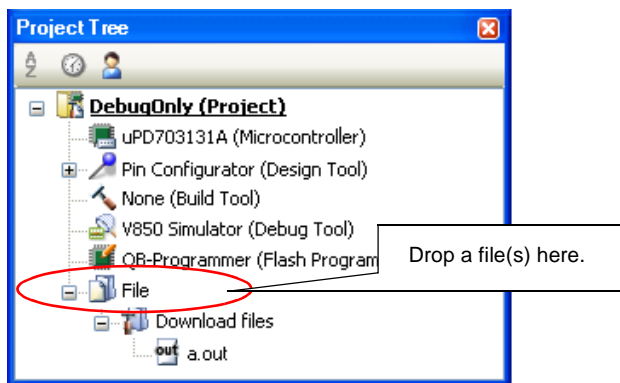 Project Tree
DebugOnly (Project)
uPD703131A (Microcontroller)
Pin Configurator (Design Tool)
None (Build Tool)
V850 Simulator (Debug Tool)
QB-Programmer (Flash Program
Drop a file(s) here.
File
Download files
out a.out